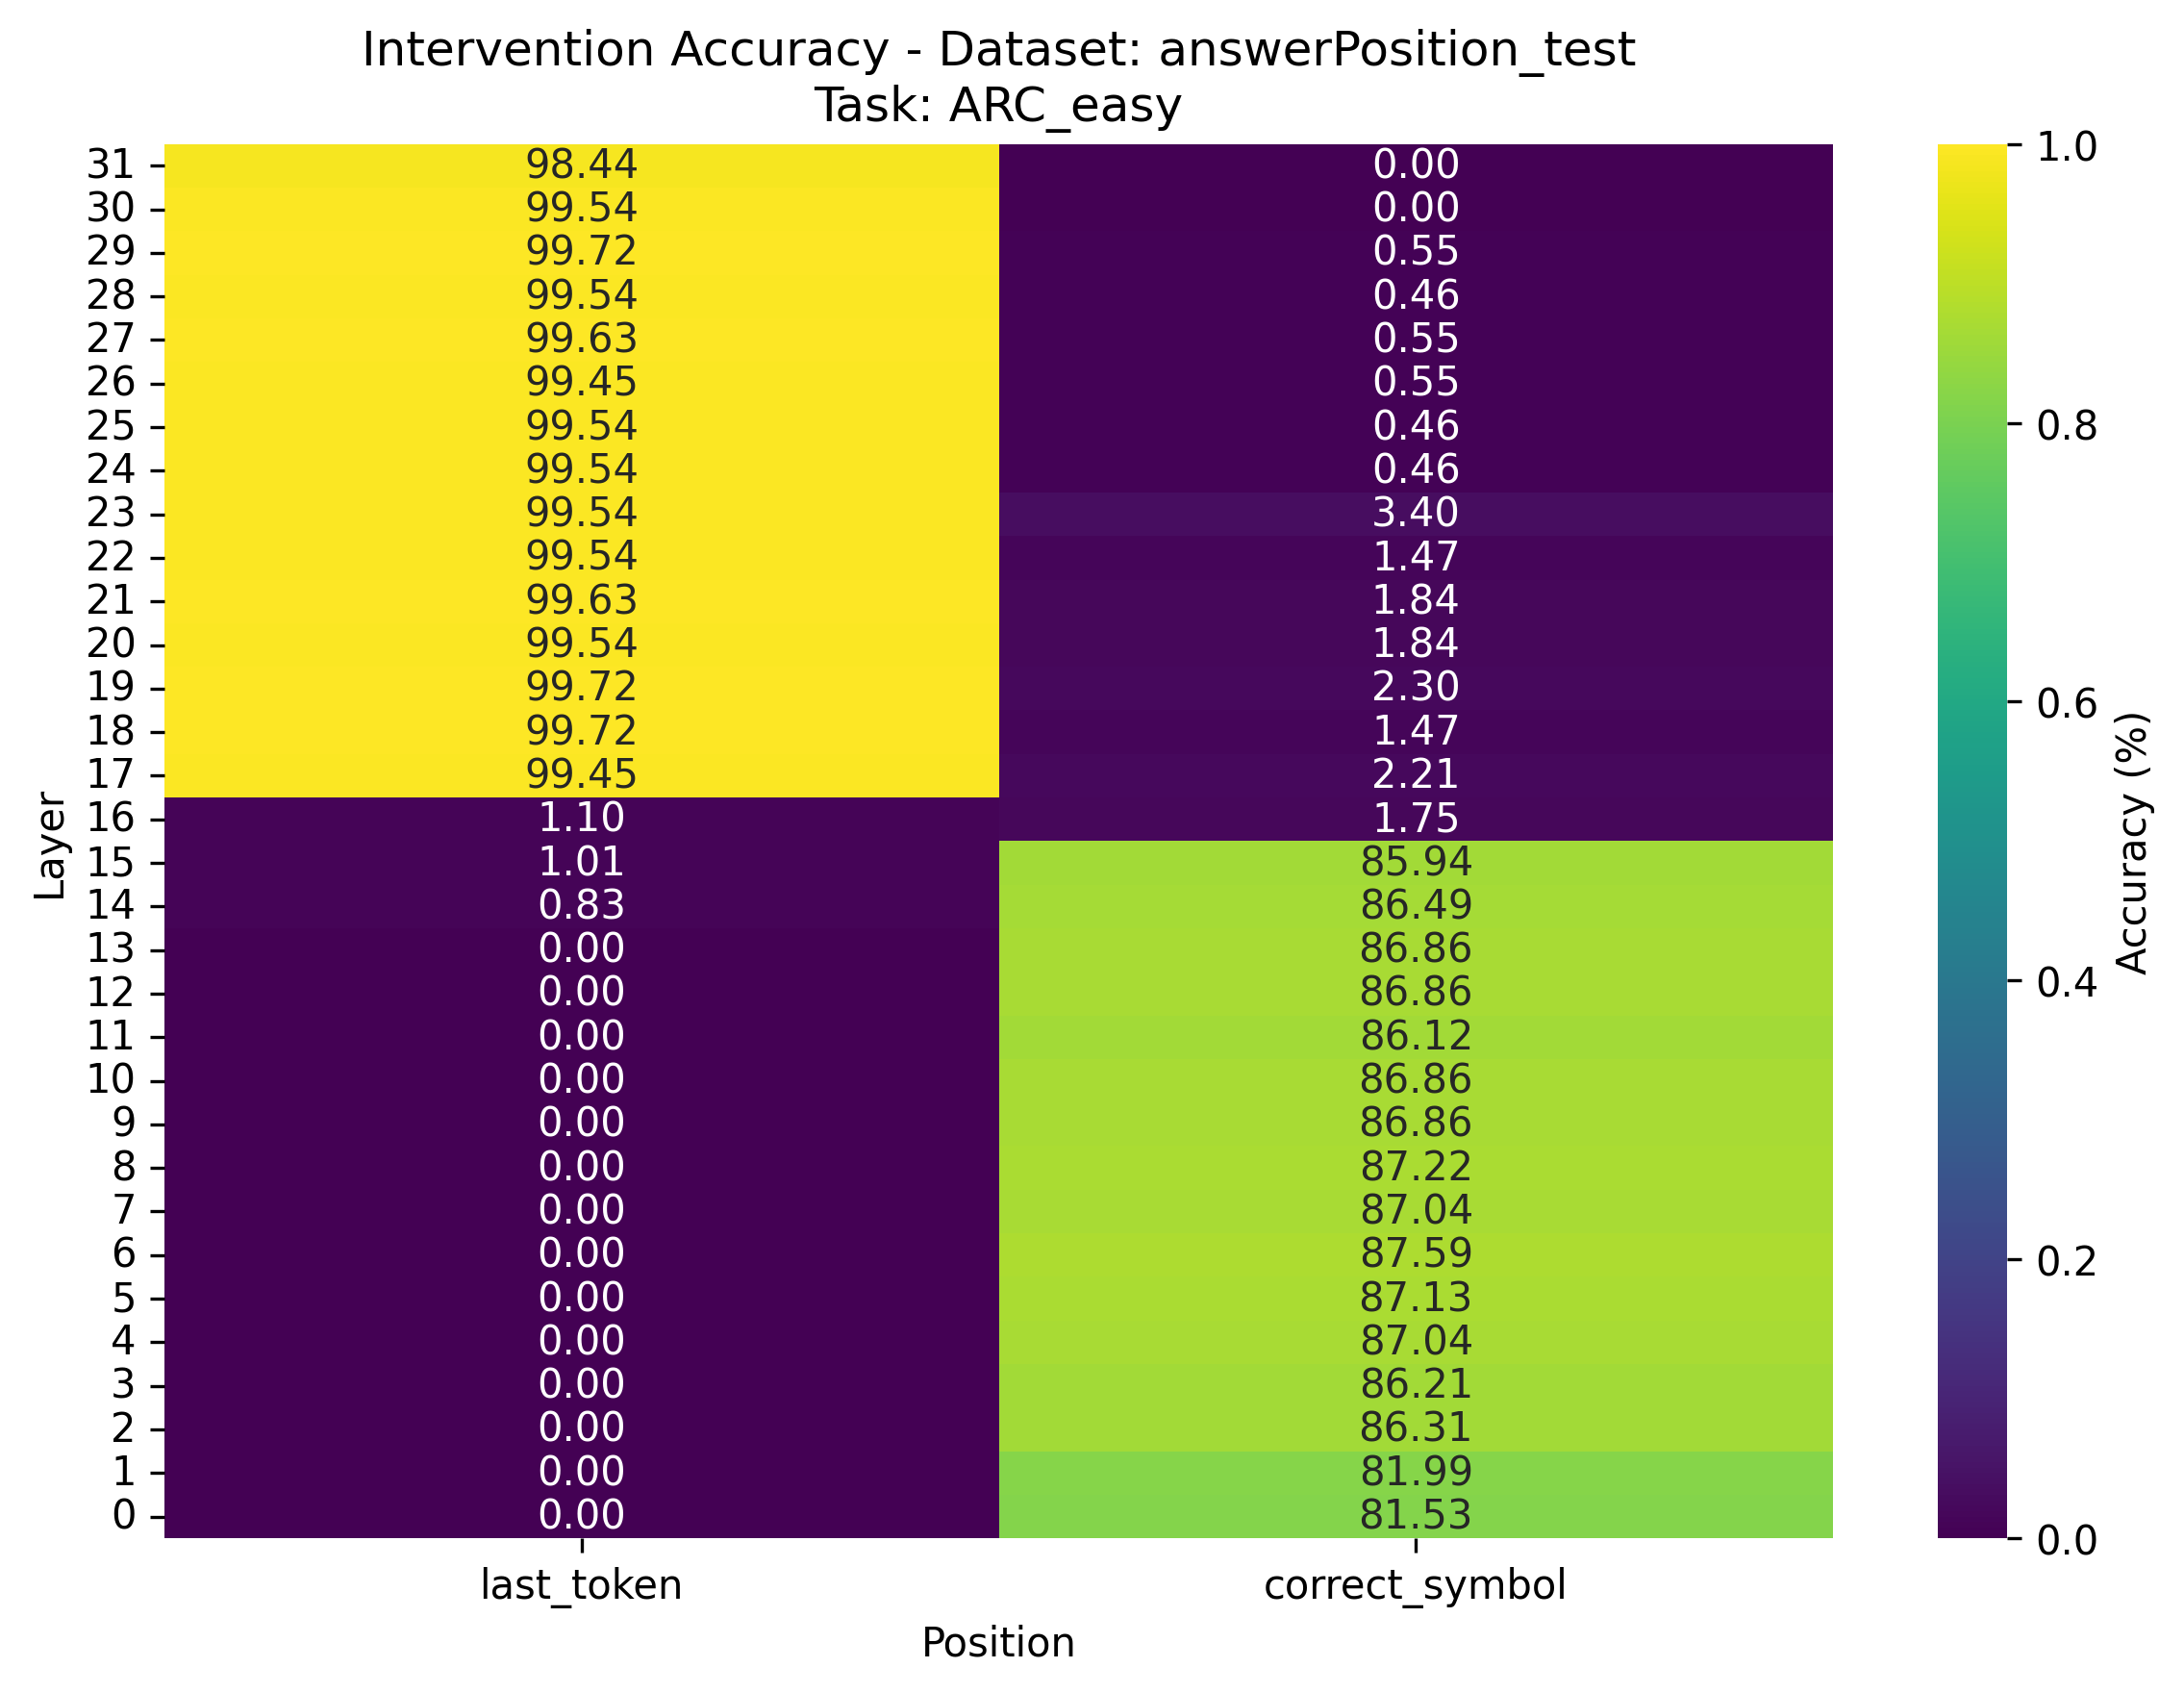 Intervention Accuracy - Dataset: answerPosition_test
Task: ARC_easy
31 98.44 0.00
30 99.54 0.00
29 99.72 0.55
28 99.54 0.46
27 99.63 0.55
26 99.45 0.55
25 99.54 0.46
24 99.54 0.46
23 99.54 3.40
22 99.54 1.47
21 99.63 1.84
20 99.54 1.84
19 99.72 2.30
18 99.72 1.47
17 99.45 2.21
16 1.10 1.75
15 1.01 85.94
14 0.83 86.49
13 0.00 86.86
12 0.00 86.86
11 0.00 86.12
10 0.00 86.86
9 0.00 86.86
8 0.00 87.22
7 0.00 87.04
6 0.00 87.59
5 0.00 87.13
4 0.00 87.04
3 0.00 86.21
2 0.00 86.31
1 0.00 81.99
0 0.00 81.53
last_token correct_symbol
Position
Layer
1.0
0.8
0.6
0.4
0.2
0.0
Accuracy (%)